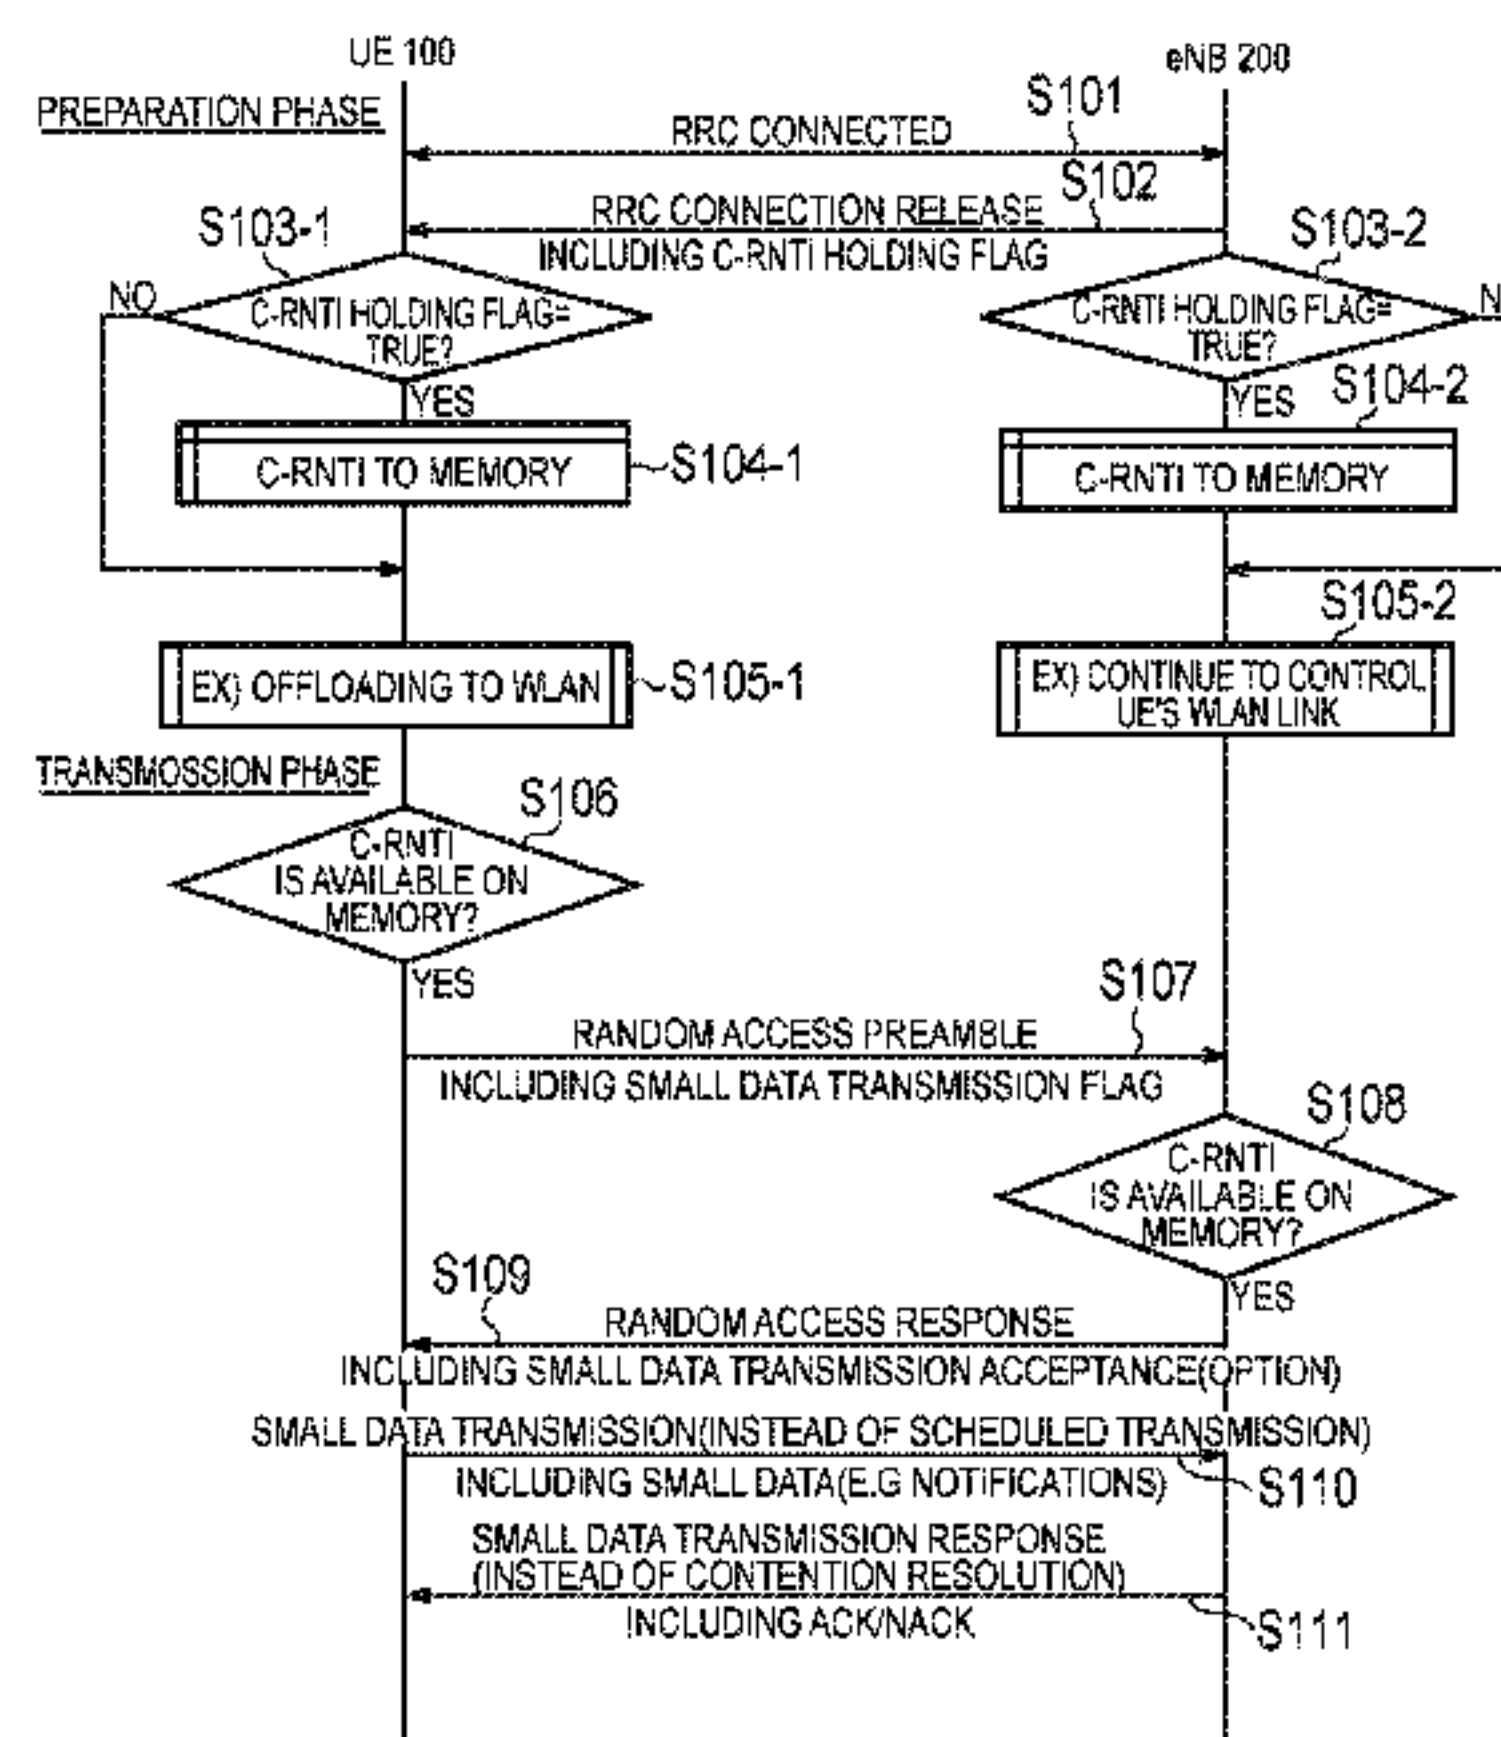 UE 100
eNB 200
PREPARATION PHASE
S101
RRC CONNECTED
S102
RRC CONNECTION RELEASE
INCLUDING C-RNTI HOLDING FLAG
S103-1
S103-2
NO
C-RNTI HOLDING FLAG=
TRUE?
C-RNTI HOLDING FLAG=
TRUE?
N
YES
YES
S104-2
C-RNTI TO MEMORY
S104-1
C-RNTI TO MEMORY
S105-2
EX) OFFLOADING TO WLAN
S105-1
EX) CONTINUE TO CONTROL
UE'S WLAN LINK
TRANSMOSSION PHASE
S106
C-RNTI
IS AVAILABLE ON
MEMORY?
YES
S107
RANDOM ACCESS PREAMBLE
INCLUDING SMALL DATA TRANSMISSION FLAG
S108
C-RNTI
IS AVAILABLE ON
MEMORY?
YES
S109
RANDOM ACCESS RESPONSE
INCLUDING SMALL DATA TRANSMISSION ACCEPTANCE(OPTION)
SMALL DATA TRANSMISSION(INSTEAD OF SCHEDULED TRANSMISSION)
INCLUDING SMALL DATA(E.G NOTIFICATIONS)
S110
SMALL DATA TRANSMISSION RESPONSE
(INSTEAD OF CONTENTION RESOLUTION)
INCLUDING ACK/NACK
S111